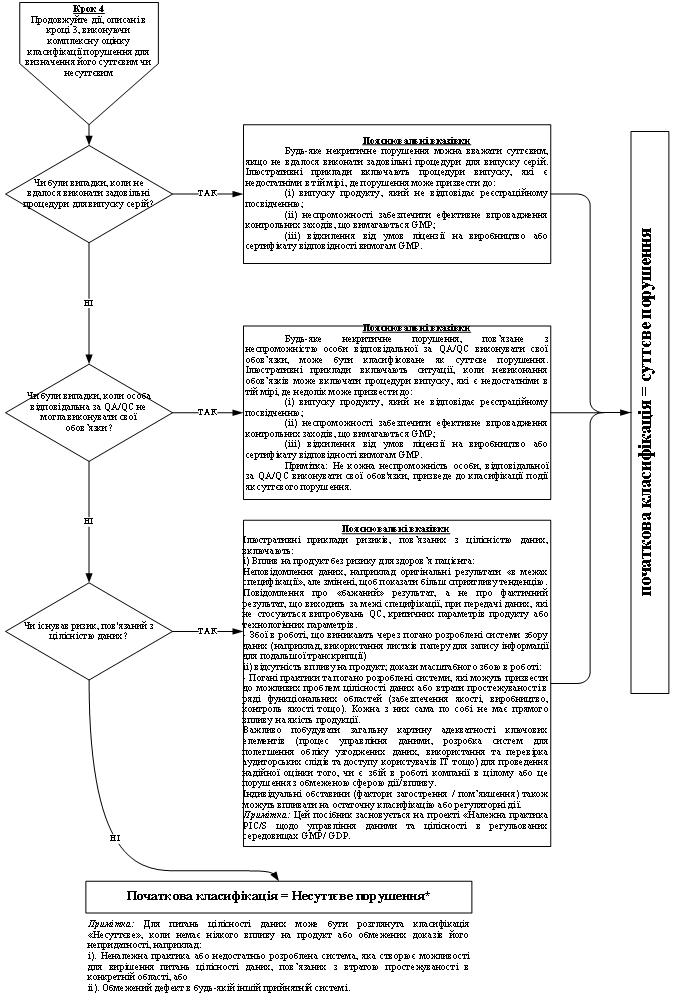 Крок 4
Продовжуйте дії, описані в
кроці 3, виконуючи
комплексну оцінку
класифікації порушення для
визначення його суттєвим чи
несуттєвим
Чи були випадки, коли не
вдалося виконати задовільні
процедури для випуску серій?
ТАК
Пояснювальні вказівки
Будь-яке некритичне порушення можна вважати суттєвим,
якщо не вдалося виконати задовільні процедури для випуску серій.
Ілюстративні приклади включають процедури випуску, які є
недостатніми в тій мірі, де порушення може призвести до:
(i) випуску продукту, який не відповідає реєстраційному
посвідченню;
(ii) неспроможності забезпечити ефективне впровадження
контрольних заходів, що вимагаються GMP;
(iii) відхилення від умов ліцензії на виробництво або
сертифікату відповідності вимогам GMP.
НІ
Чи були випадки, коли особа
відповідальна за QA/QC не
могла виконувати свої
обов’язки?
ТАК
Пояснювальні вказівки
Будь-яке некритичне порушення, пов’язане з
неспроможністю особи відповідальної за QA/QC виконувати свої
обов’язки, може бути класифіковане як суттєве порушення.
Ілюстративні приклади включають ситуації, коли невиконання
обов’язків може включати процедури випуску, які є недостатніми в
тій мірі, де недолік може призвести до:
(i) випуску продукту, який не відповідає реєстраційному
посвідченню;
(ii) неспроможності забезпечити ефективне впровадження
контрольних заходів, що вимагаються GMP;
(iii) відхилення від умов ліцензії на виробництво або
сертифікату відповідності вимогам GMP.
Примітка: Не кожна неспроможність особи, відповідальної
за QA/QC виконувати свої обов'язки, призведе до класифікації події
як суттєвого порушення.
НІ
Чи існував ризик, пов'язаний з
цілісністю даних?
ТАК
Пояснювальні вказівки
Ілюстративні приклади ризиків, пов’язаних з цілісністю даних,
включають:
i) Вплив на продукт без ризику для здоров’я пацієнта:
Неповідомлення даних, наприклад оригінальні результати «в межах
специфікації», але змінені, щоб показати більш сприятливу тенденцію.
Повідомлення про «бажаний» результат, а не про фактичний
результат, що виходить за межі специфікації, при передачі даних, які
не стосуються випробувань QC, критичних параметрів продукту або
технологічних параметрів.
- Збої в роботі, що виникають через погано розроблені системи збору
даних (наприклад, використання листків паперу для запису інформації
для подальшої транскрипції)
ii) відсутність впливу на продукт; докази масштабного збою в роботі:
- Погані практики та погано розроблені системи, які можуть призвести
до можливих проблем цілісності даних або втрати простежуваності в
ряді функціональних областей (забезпечення якості, виробництво,
контроль якості тощо). Кожна з них сама по собі не має прямого
впливу на якість продукції.
Важливо побудувати загальну картину адекватності ключових
елементів (процес управління даними, розробка систем для
полегшення обліку узгоджених даних, використання та перевірка
аудиторських слідів та доступу користувачів ІТ тощо) для проведення
надійної оцінки того, чи є збій в роботі компанії в цілому або це
порушення з обмеженою сферою дії/впливу.
Індивідуальні обставини (фактори загострення / пом’якшення) також
можуть впливати на остаточну класифікацію або регуляторні дії.
Примітка: Цей посібник засновується на проекті «Належна практика
PIC/S щодо управління даними та цілісності в регульованих
середовищах GMP/ GDP.
початкова класифікація = суттєве порушення
НІ
Початкова класифікація = Несуттєве порушення*
Примітка: Для питань цілісності даних може бути розглянута класифікація
«Несуттєве», коли немає ніякого впливу на продукт або обмежених доказів його
непридатності, наприклад:
i). Неналежна практика або недостатньо розроблена система, яка створює можливості
для вирішення питань цілісності даних, пов’язаних з втратою простежуваності в
конкретній області, або
ii.). Обмежений дефект в будь-якій іншій прийнятній системі.